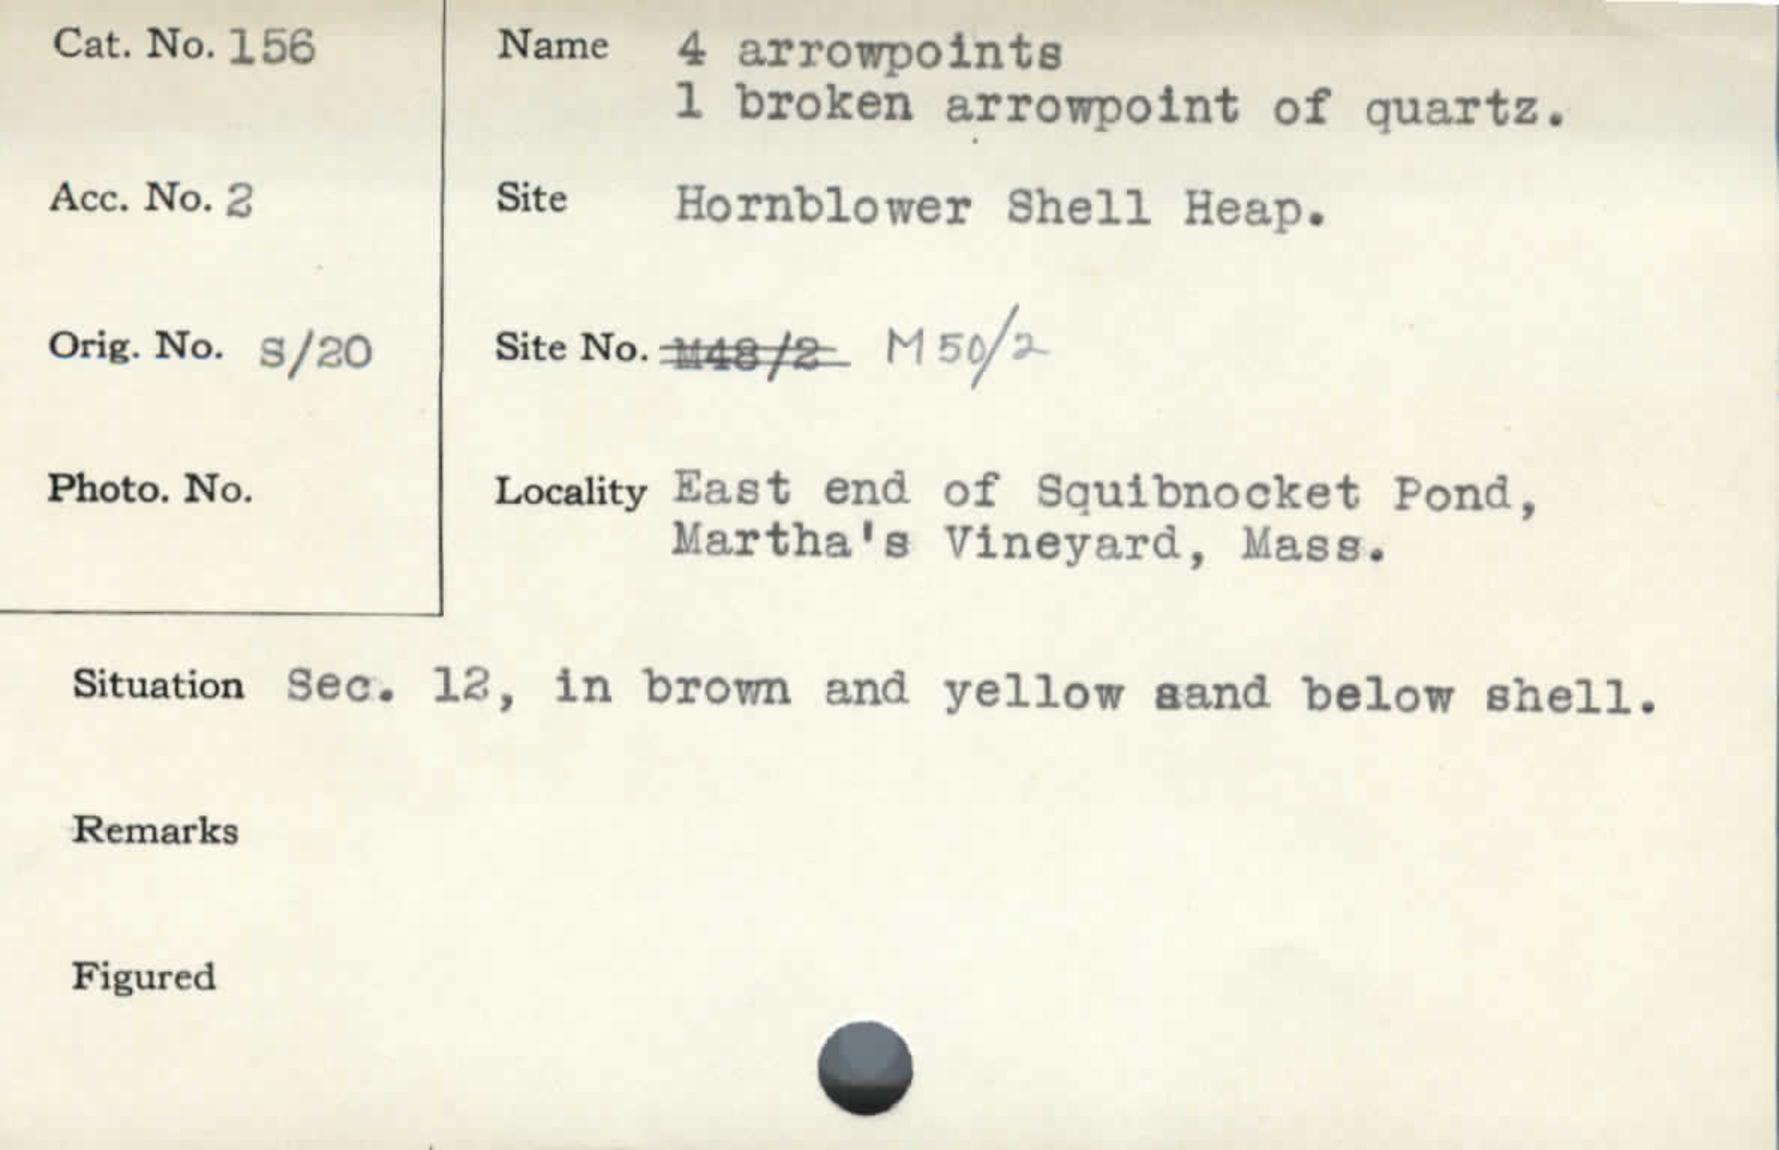 Cat. No. 156
Name 4 arrowpoints
1 broken arrowpoint of quartz.
Acc. No. 2
Site Hornblower Shell Heap.
Orig. No. S/20
Site No. M48/2 M50/2
Photo. No.
Locality East end of Squibnocket Pond,
Martha's Vineyard, Mass.
Situation Sec. 12, in brown and yellow sand below shell.
Remarks
Figured